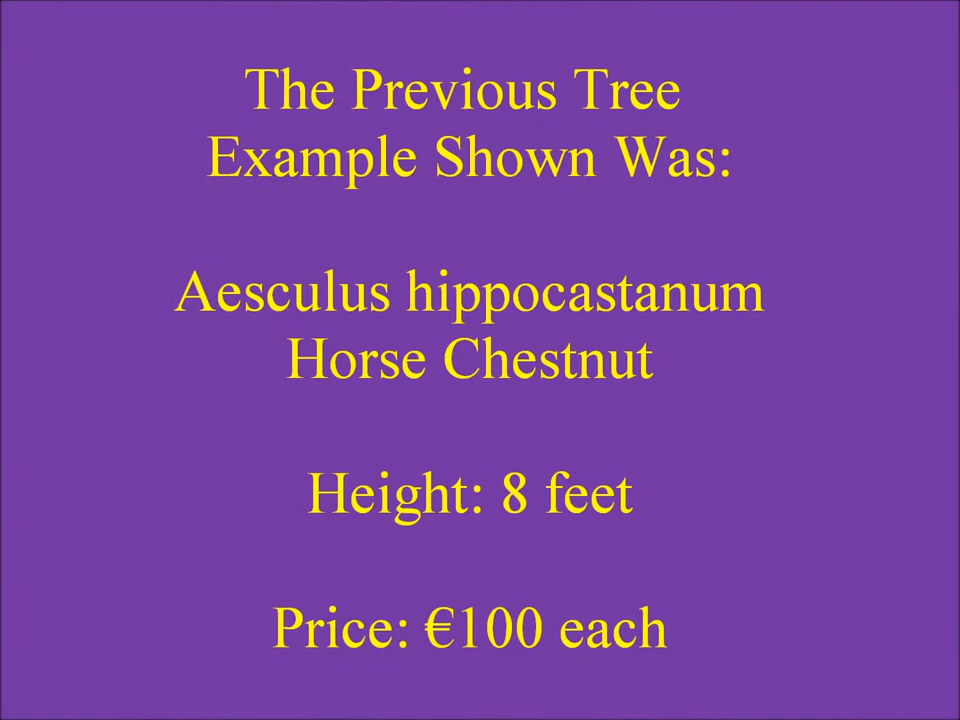 The Previous Tree
Example Shown Was:
Aesculus hippocastanum
Horse Chestnut
Height: 8 feet
Price: €100 each